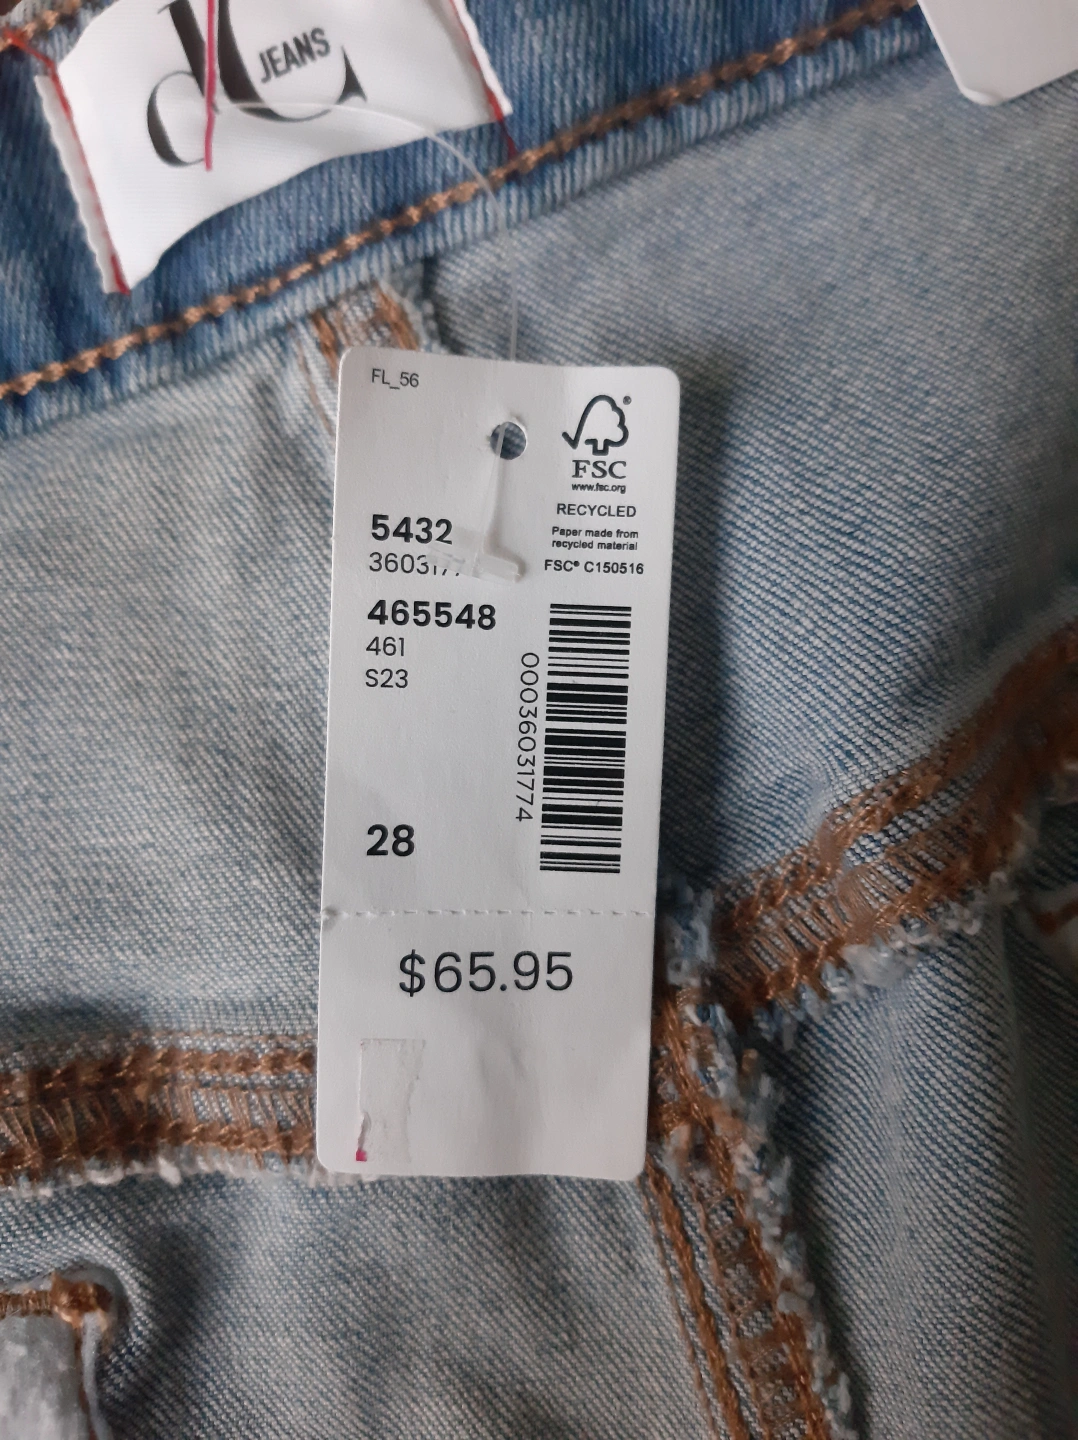 JEANS
FL_56
FSC®
www.fsc.org
RECYCLED
Paper made from
recycled material
FSC® C150516
5432
465548
461
S23
00036031774
28
$65.95